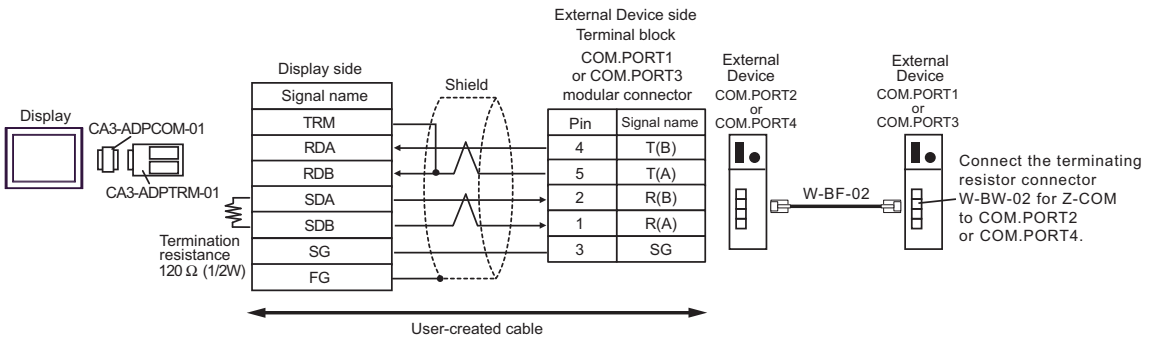 External Device side
Terminal block
COM.PORT1
or COM.PORT3
modular connector
Display side
Shield
External
Device
COM.PORT2
or
COM.PORT4
External
Device
COM.PORT1
or
COM.PORT3
Display
CA3-ADPCOM-01
CA3-ADPTRM-01
Signal name
TRM
RDA
RDB
SDA
SDB
SG
FG
Pin Signal name
4 T(B)
5 T(A)
2 R(B)
1 R(A)
3 SG
Termination
resistance
120 Ω (1/2W)
W-BF-02
Connect the terminating
resistor connector
W-BW-02 for Z-COM
to COM.PORT2
or COM.PORT4.
User-created cable